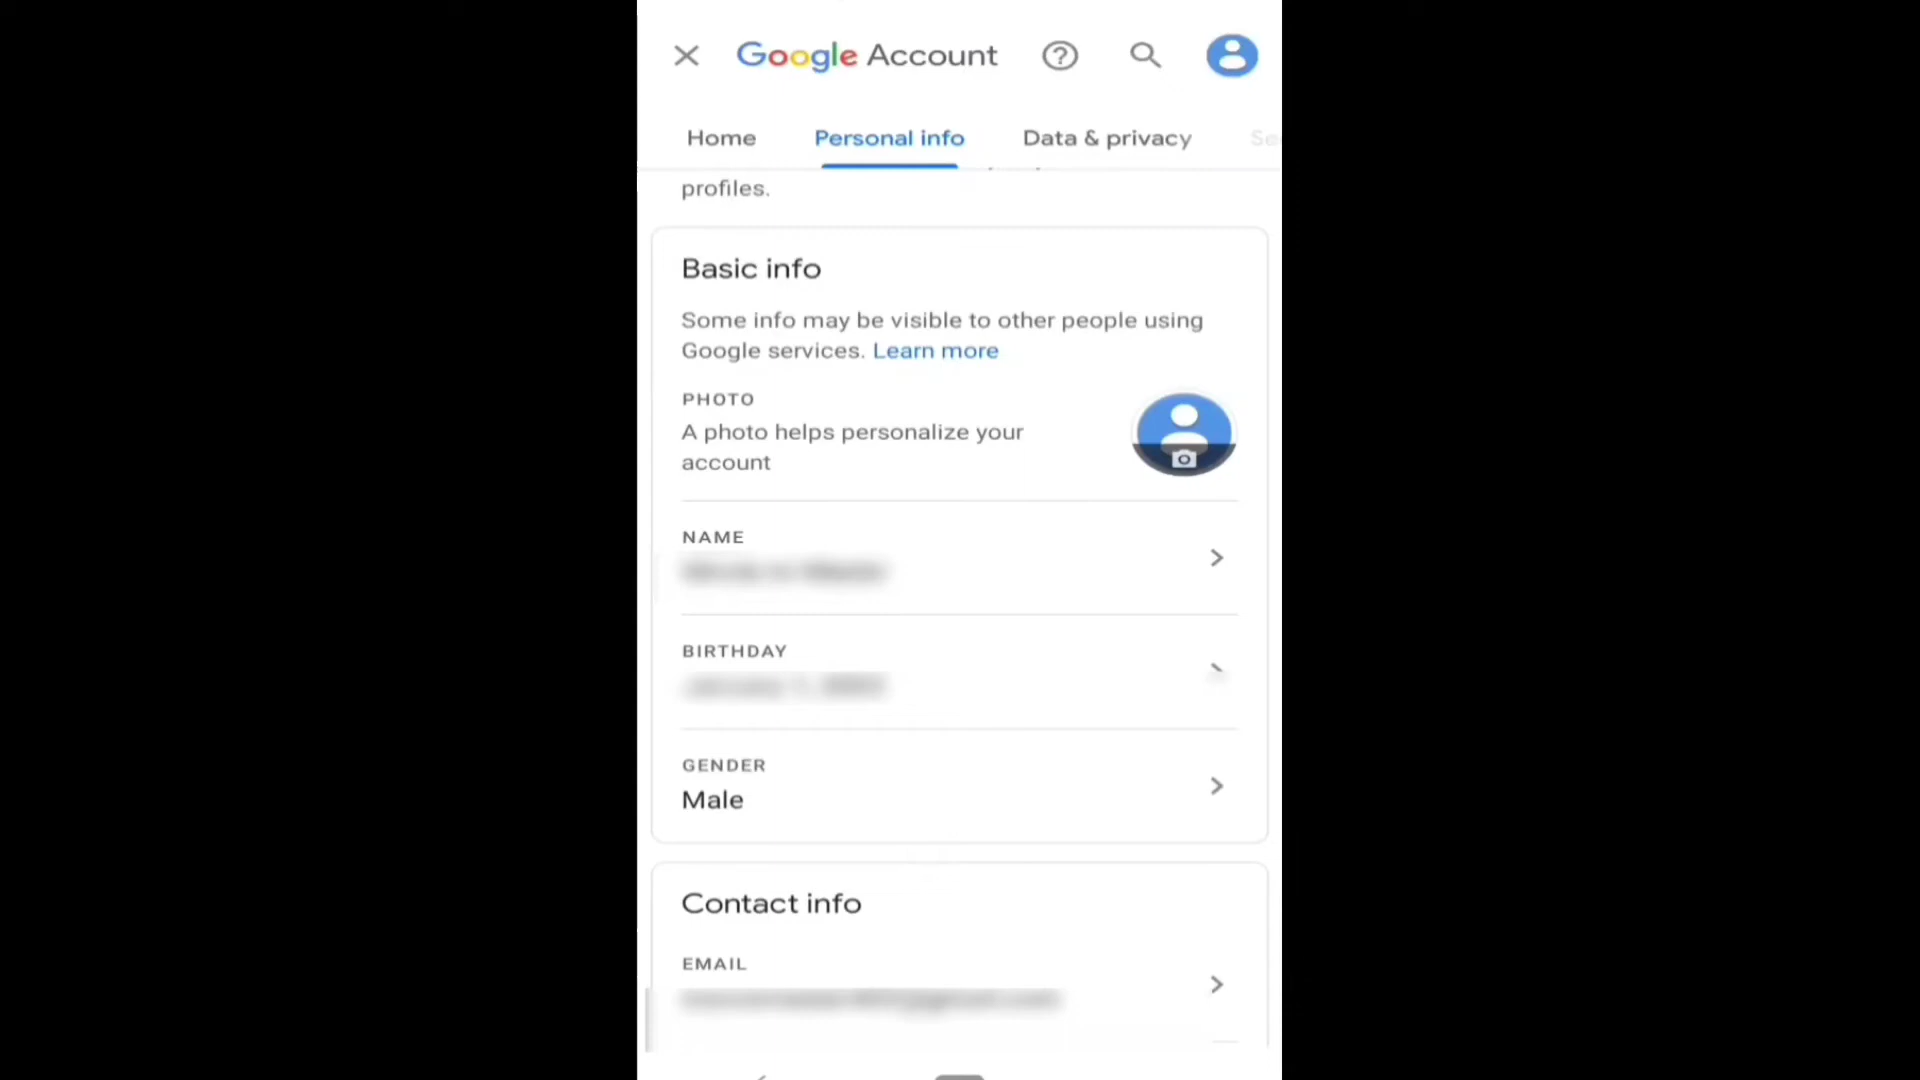 Google Account
Home Personal info Data & privacy
profiles.
Basic info
Some info may be visible to other people using
Google services. Learn more
PHOTO
A photo helps personalize your
account
NAME
BIRTHDAY
GENDER
Male
Contact info
EMAIL